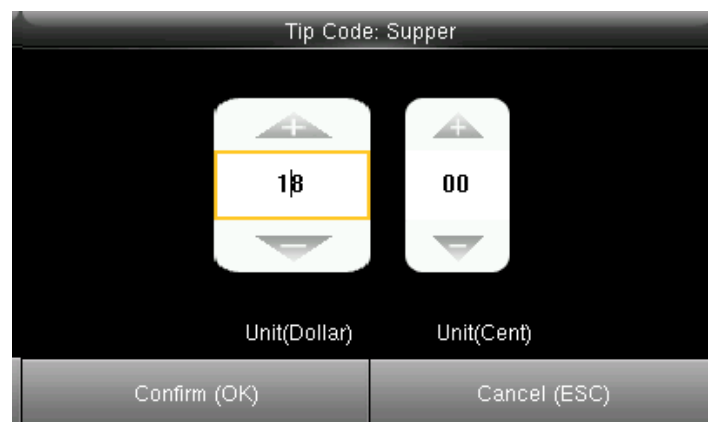 Tip Code: Supper
18 00
Unit(Dollar) Unit(Cent)
Confirm (OK) Cancel (ESC)